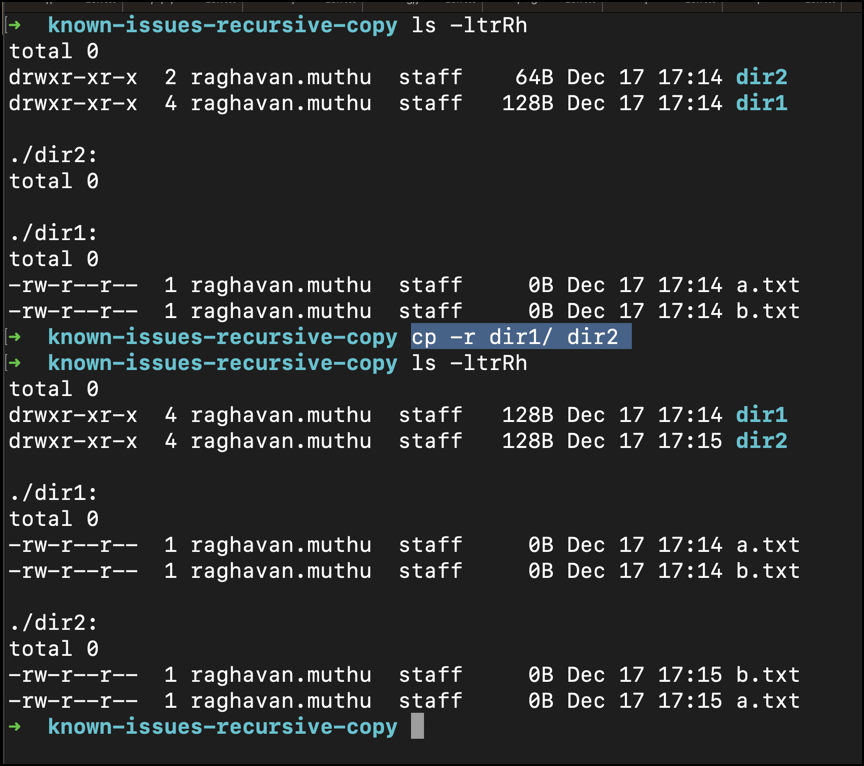 ➜ known-issues-recursive-copy ls -ltrRh
total 0
drwxr-xr-x  2 raghavan.muthu  staff    64B Dec 17 17:14 dir2
drwxr-xr-x  4 raghavan.muthu  staff   128B Dec 17 17:14 dir1

./dir2:
total 0

./dir1:
total 0
-rw-r--r--  1 raghavan.muthu  staff     0B Dec 17 17:14 a.txt
-rw-r--r--  1 raghavan.muthu  staff     0B Dec 17 17:14 b.txt
➜ known-issues-recursive-copy cp -r dir1/ dir2
➜ known-issues-recursive-copy ls -ltrRh
total 0
drwxr-xr-x  4 raghavan.muthu  staff   128B Dec 17 17:14 dir1
drwxr-xr-x  4 raghavan.muthu  staff   128B Dec 17 17:15 dir2

./dir1:
total 0
-rw-r--r--  1 raghavan.muthu  staff     0B Dec 17 17:14 a.txt
-rw-r--r--  1 raghavan.muthu  staff     0B Dec 17 17:14 b.txt

./dir2:
total 0
-rw-r--r--  1 raghavan.muthu  staff     0B Dec 17 17:15 b.txt
-rw-r--r--  1 raghavan.muthu  staff     0B Dec 17 17:15 a.txt
➜ known-issues-recursive-copy